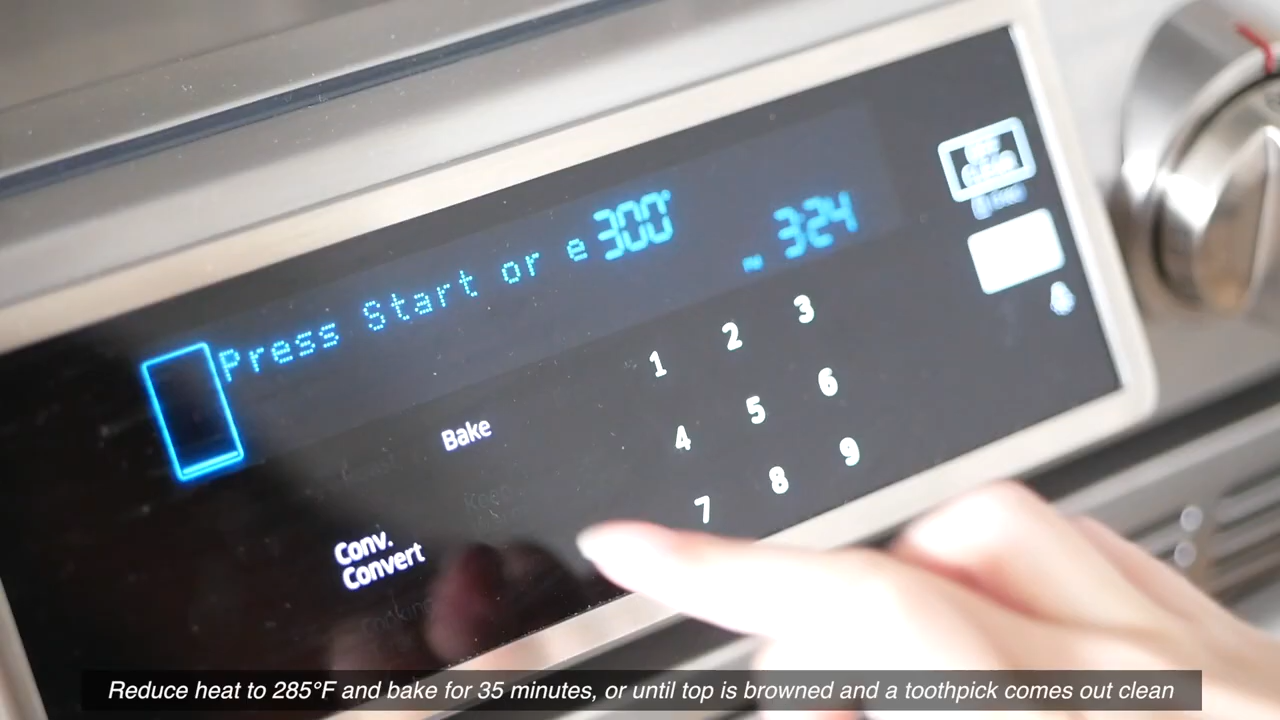 Press Start or e 300°
PM 3:24
1 2 3
Bake
4 5 6
7 8 9
Conv.
Convert
Reduce heat to 285°F and bake for 35 minutes, or until top is browned and a toothpick comes out clean